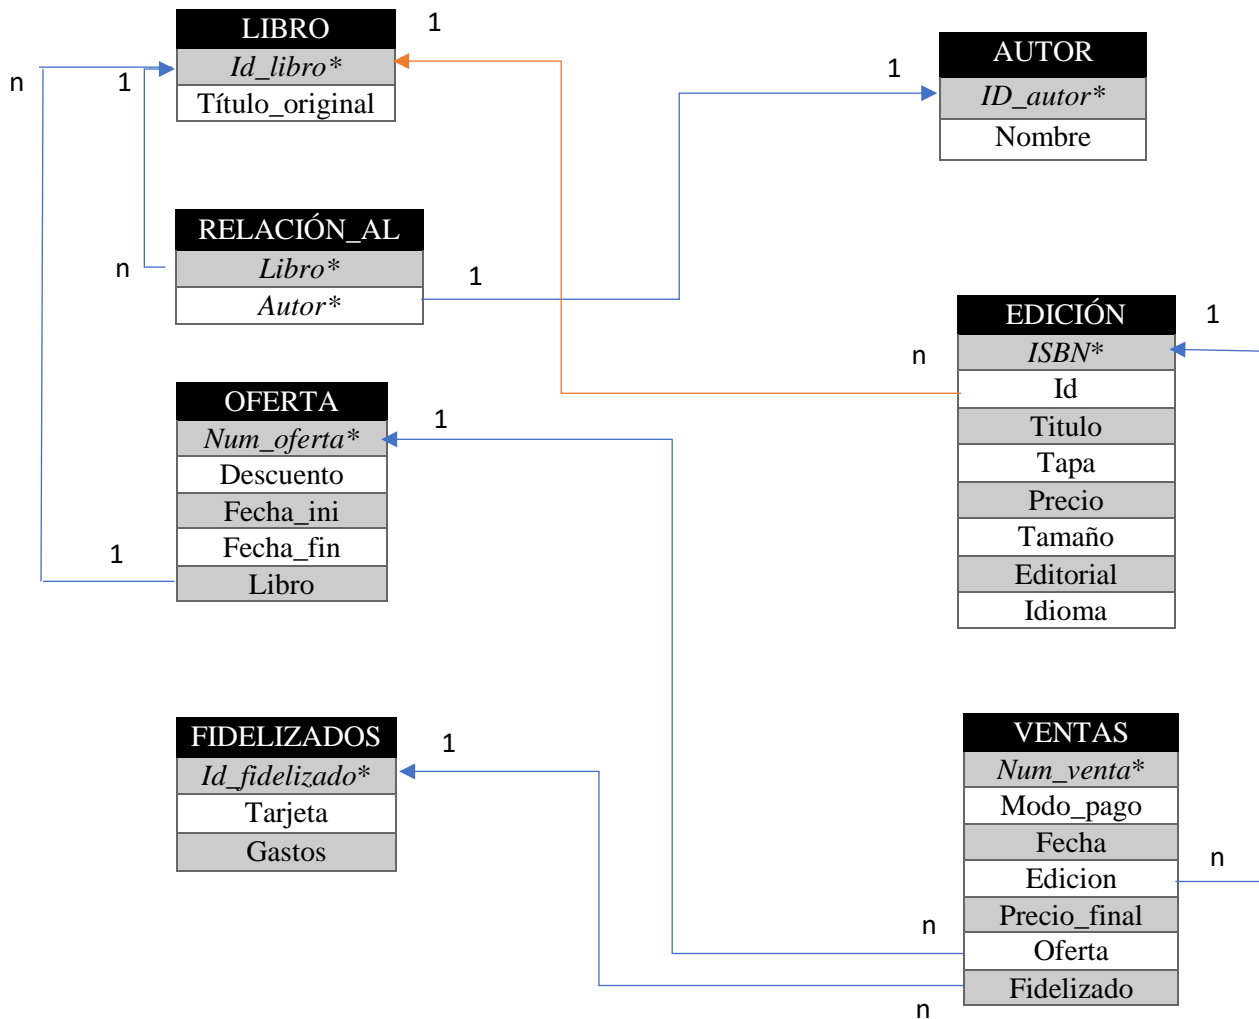 LIBRO
Id_libro*
Título_original
1
n
1
n
AUTOR
ID_autor*
Nombre
1
RELACIÓN_AL
Libro*
Autor*
1
EDICIÓN
ISBN*
Id
Titulo
Tapa
Precio
Tamaño
Editorial
Idioma
1
n
OFERTA
Num_oferta*
Descuento
Fecha_ini
Fecha_fin
Libro
1
1
FIDELIZADOS
Id_fidelizado*
Tarjeta
Gastos
1
VENTAS
Num_venta*
Modo_pago
Fecha
Edicion
Precio_final
Oferta
Fidelizado
n
n
n